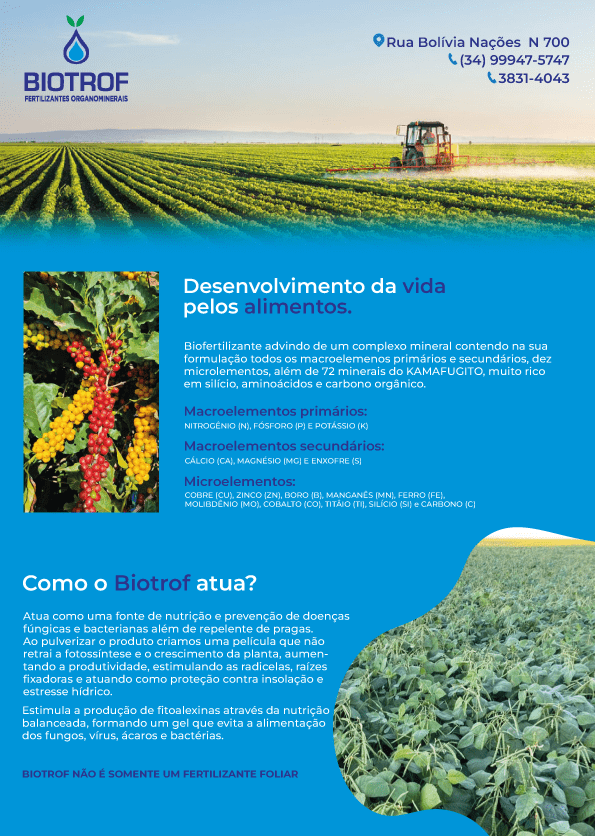 BIOTROF
FERTILIZANTES ORGANOMINERAIS
Rua Bolívia Nações N 700
(34) 99947-5747
3831-4043
Desenvolvimento da vida
pelos alimentos.
Biofertilizante advindo de um complexo mineral contendo na sua
formulação todos os macroelemenos primários e secundários, dez
microlementos, além de 72 minerais do KAMAFUGITO, muito rico
em silício, aminoácidos e carbono orgânico.
Macroelementos primários:
NITROGÉNIO (N), FÓSFORO (P) E POTÁSSIO (K)
Macroelementos secundários:
CÁLCIO (CA), MAGNÉSIO (MG) E ENXOFRE (S)
Microelementos:
COBRE (CU), ZINCO (ZN), BORO (B), MANGANÊS (MN), FERRO (FE),
MOLIBDÊNIO (MO), COBALTO (CO), TITÁIO (TI), SILÍCIO (SI) e CARBONO (C)
Como o Biotrof atua?
Atua como uma fonte de nutrição e prevenção de doenças
fúngicas e bacterianas além de repelente de pragas.
Ao pulverizar o produto criamos uma película que não
retrai a fotossíntese e o crescimento da planta, aumen-
tando a produtividade, estimulando as radicelas, raízes
fixadoras e atuando como proteção contra insolação e
estresse hídrico.
Estimula a produção de fitoalexinas através da nutrição
balanceada, formando um gel que evita a alimentação
dos fungos, vírus, ácaros e bactérias.
BIOTROF NÃO É SOMENTE UM FERTILIZANTE FOLIAR